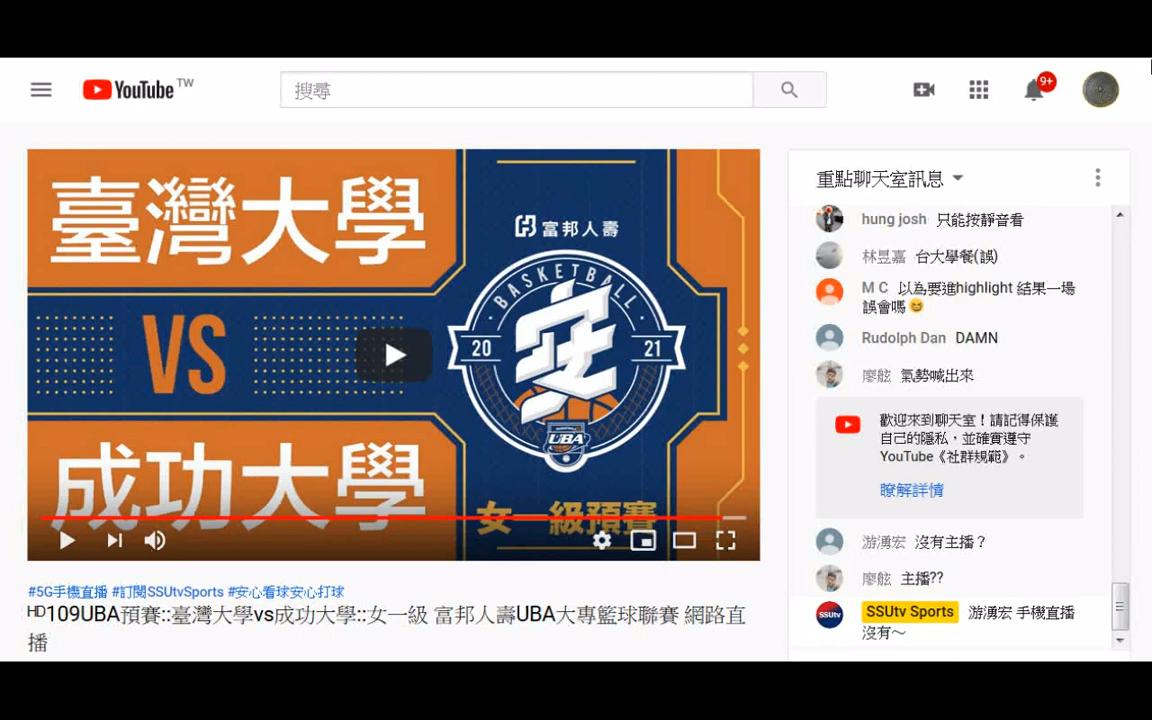 YouTube TW
搜尋
9+
臺灣大學
VS
成功大學
富邦人壽
BASKETBALL
20
21
UBA
女一級預賽
#5G手機直播 #訂閱SSUtvSports #安心看球安心打球
HD109UBA預賽::臺灣大學vs成功大學::女一級 富邦人壽UBA大專籃球聯賽 網路直
播
重點聊天室訊息
hung josh 只能按靜音看
林昱嘉 台大學餐(誤)
M C 以為要進highlight 結果一場
誤會嗎😆
Rudolph Dan DAMN
廖舷 氣勢喊出來
歡迎來到聊天室！請記得保護
自己的隱私，並確實遵守
YouTube《社群規範》。
瞭解詳情
游湧宏 沒有主播？
廖舷 主播??
SSUtv
SSUtv Sports 游湧宏 手機直播
沒有～